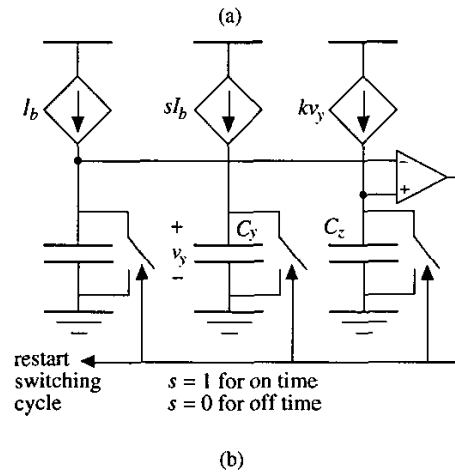 (a)
I_b
sI_b
kv_y
−
+
+
v_y
−
C_y
C_z
restart
switching
cycle
s = 1 for on time
s = 0 for off time
(b)